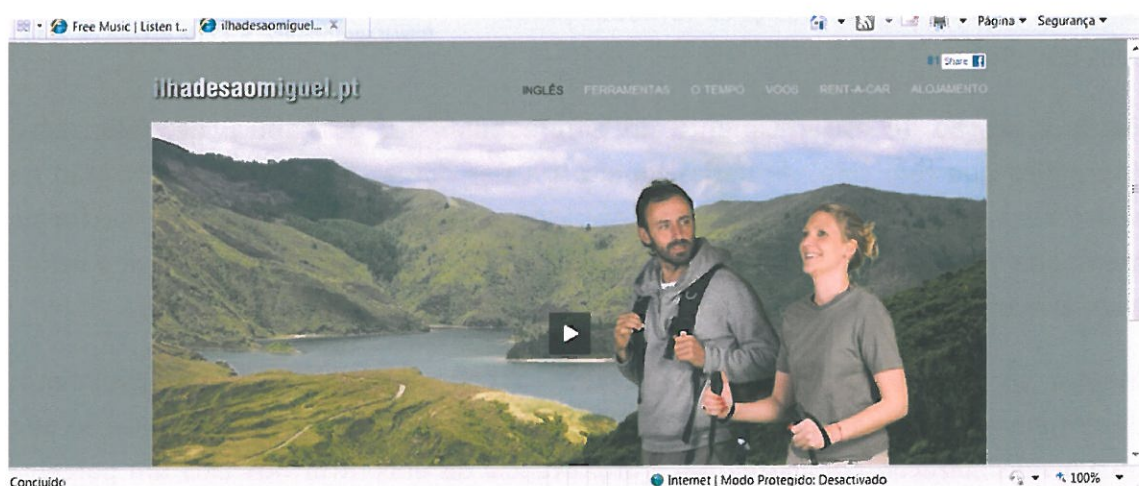 Free Music | Listen t... ilhadesaomiguel... X Página Segurança
Share
ilhadesaomiguel.pt
INGLÊS FERRAMENTAS O TEMPO VOOS RENT-A-CAR ALOJAMENTO
Concluído Internet | Modo Protegido: Desactivado 100%